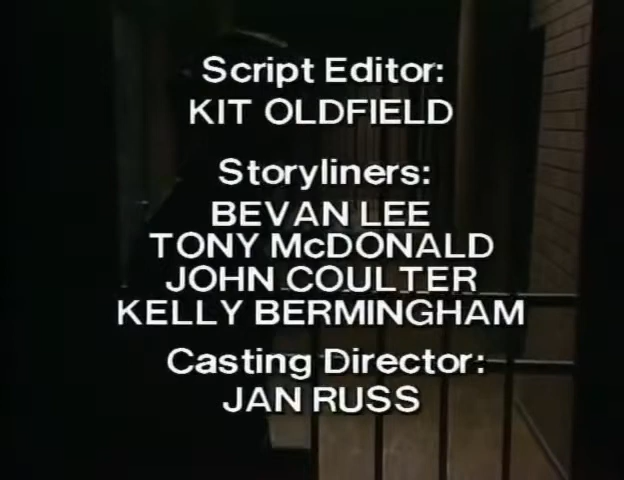 Script Editor:
KIT OLDFIELD
Storyliners:
BEVAN LEE
TONY McDONALD
JOHN COULTER
KELLY BERMINGHAM
Casting Director:
JAN RUSS